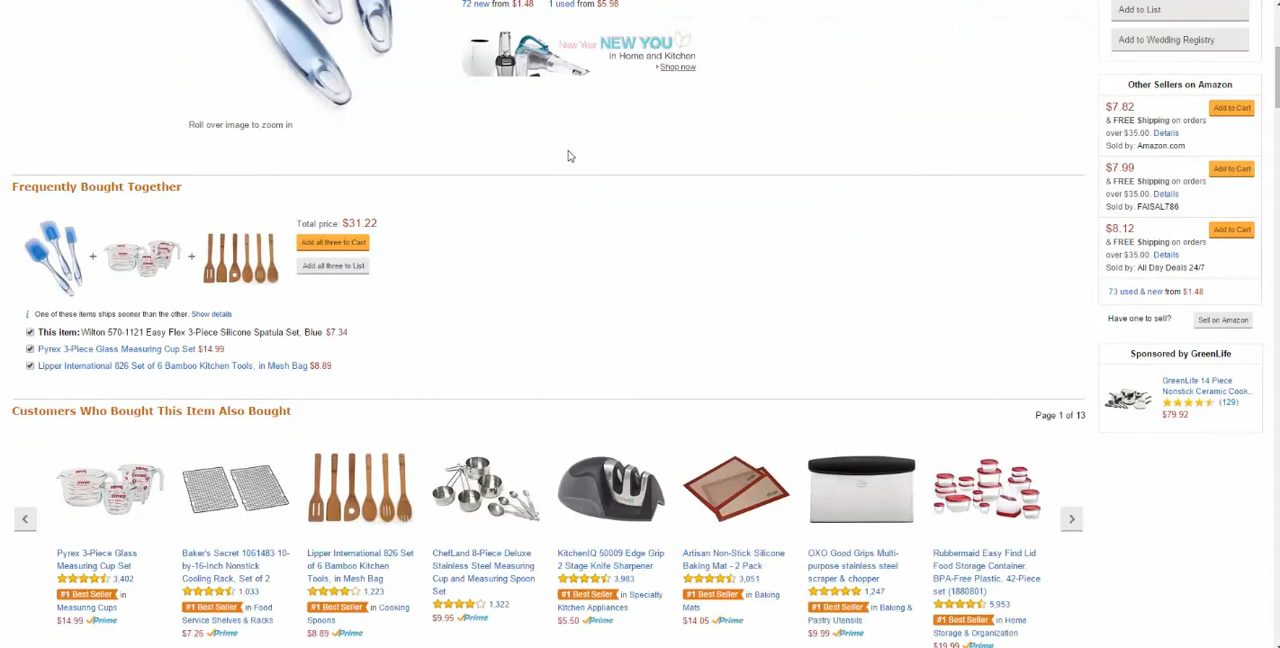 72 new from $1.48 1 used from $5.98
New Year NEW YOU
in Home and Kitchen
Shop now
Roll over image to zoom in
Frequently Bought Together
Total price: $31.22
Add all three to Cart
Add all three to List
+ +
i One of these items ships sooner than the other. Show details
This item: Wilton 570-1121 Easy Flex 3-Piece Silicone Spatula Set, Blue $7.34
Pyrex 3-Piece Glass Measuring Cup Set $14.99
Lipper International 826 Set of 6 Bamboo Kitchen Tools, in Mesh Bag $8.89
Customers Who Bought This Item Also Bought
Page 1 of 13
Pyrex 3-Piece Glass
Measuring Cup Set
3,402
#1 Best Seller in
Measuring Cups
$14.99 Prime
Baker's Secret 1061483 10-
by-16-Inch Nonstick
Cooling Rack, Set of 2
1,033
#1 Best Seller in Food
Service Shelves & Racks
$7.26 Prime
Lipper International 826 Set
of 6 Bamboo Kitchen
Tools, in Mesh Bag
1,223
#1 Best Seller in Cooking
Spoons
$8.89 Prime
ChefLand 8-Piece Deluxe
Stainless Steel Measuring
Cup and Measuring Spoon
Set
1,322
$9.95 Prime
KitchenIQ 50009 Edge Grip
2 Stage Knife Sharpener
3,983
#1 Best Seller in Specialty
Kitchen Appliances
$5.50 Prime
Artisan Non-Stick Silicone
Baking Mat - 2 Pack
3,051
#1 Best Seller in Baking
Mats
$14.05 Prime
OXO Good Grips Multi-
purpose stainless steel
scraper & chopper
1,247
#1 Best Seller in Baking &
Pastry Utensils
$9.99 Prime
Rubbermaid Easy Find Lid
Food Storage Container,
BPA-Free Plastic, 42-Piece
set (1880801)
5,953
#1 Best Seller in Home
Storage & Organization
$19.99 Prime
Add to List
Add to Wedding Registry
Other Sellers on Amazon
$7.82 Add to Cart
& FREE Shipping on orders
over $35.00. Details
Sold by: Amazon.com
$7.99 Add to Cart
& FREE Shipping on orders
over $35.00. Details
Sold by: FAISAL786
$8.12 Add to Cart
& FREE Shipping on orders
over $35.00. Details
Sold by: All Day Deals 24/7
73 used & new from $1.48
Have one to sell? Sell on Amazon
Sponsored by GreenLife
GreenLife 14 Piece
Nonstick Ceramic Cook...
(129)
$79.92